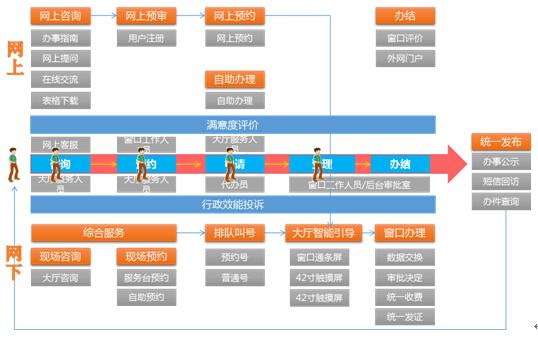 网上
网上咨询
网上预审
网上预约
办结
办事指南
用户注册
网上预约
窗口评价
网上提问
外网门户
在线交流
自助办理
表格下载
自助办理
满意度评价
网上客服
窗口工作人
大厅服务人
统一发布
咨询
预约
申请
办结
办事公示
大厅服务人员
大厅服务人员
代办员
窗口工作人员/后台审批室
短信回访
办件查询
行政效能投诉
网下
综合服务
排队叫号
大厅智能引导
窗口办理
现场咨询
现场预约
预约号
窗口通条屏
数据交换
大厅咨询
服务台预约
普通号
42寸触摸屏
审批决定
自助预约
42寸触摸屏
统一收费
统一发证